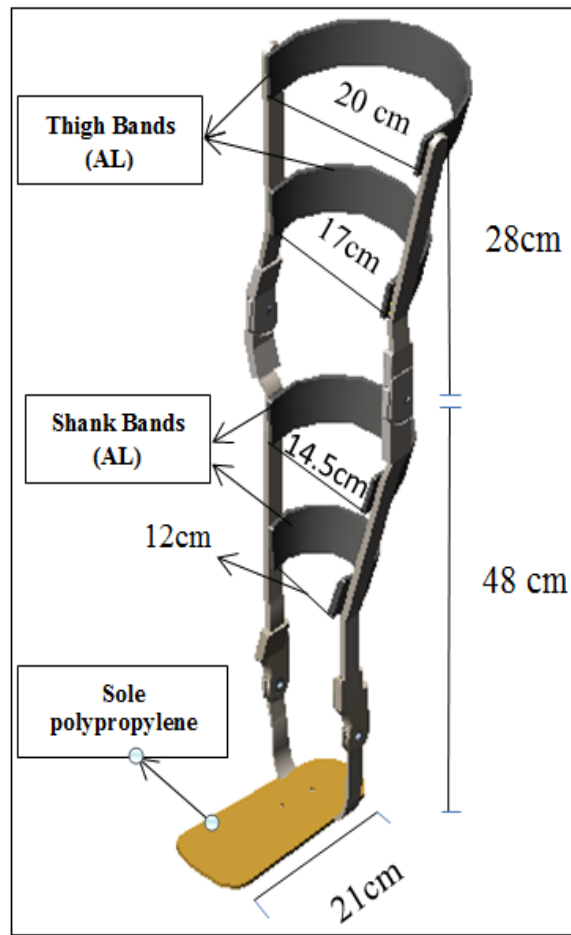 Thigh Bands
(AL)
20 cm
17cm
28cm
Shank Bands
(AL)
14.5cm
12cm
48 cm
Sole
polypropylene
21cm